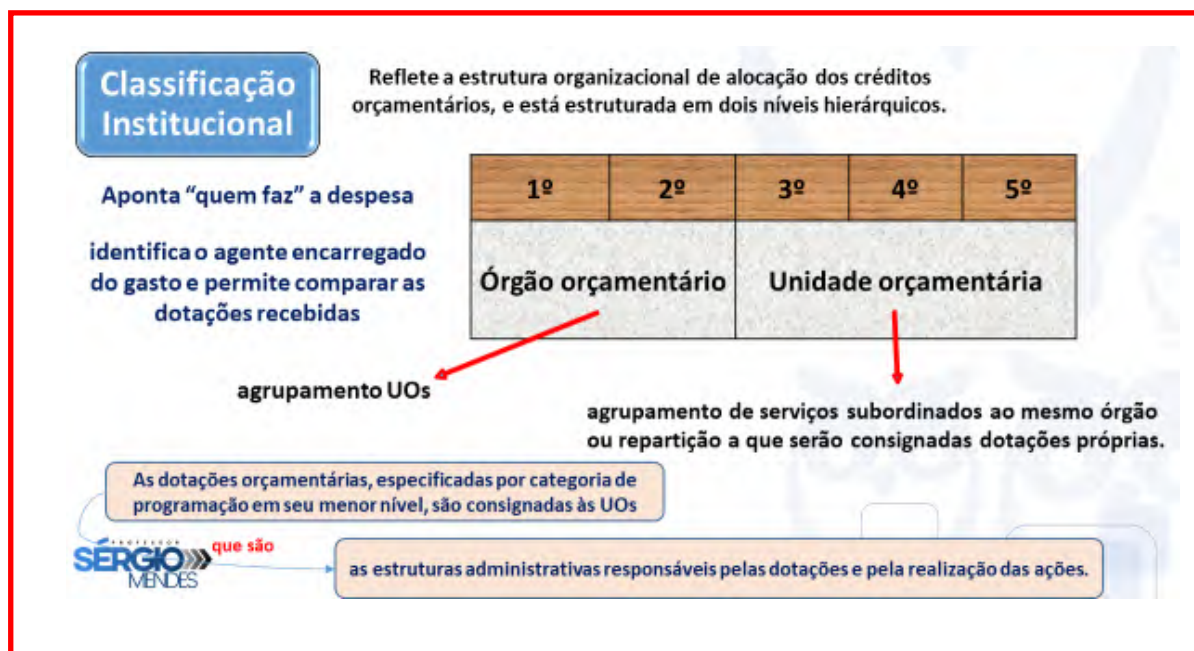 Classificação
Institucional
Reflete a estrutura organizacional de alocação dos créditos
orçamentários, e está estruturada em dois níveis hierárquicos.
Aponta “quem faz” a despesa
identifica o agente encarregado
do gasto e permite comparar as
dotações recebidas
1º 2º 3º 4º 5º
Órgão orçamentário Unidade orçamentária
agrupamento UOs
agrupamento de serviços subordinados ao mesmo órgão
ou repartição a que serão consignadas dotações próprias.
As dotações orçamentárias, especificadas por categoria de
programação em seu menor nível, são consignadas às UOs
PROFESSOR
SÉRGIO
MENDES
que são
as estruturas administrativas responsáveis pelas dotações e pela realização das ações.